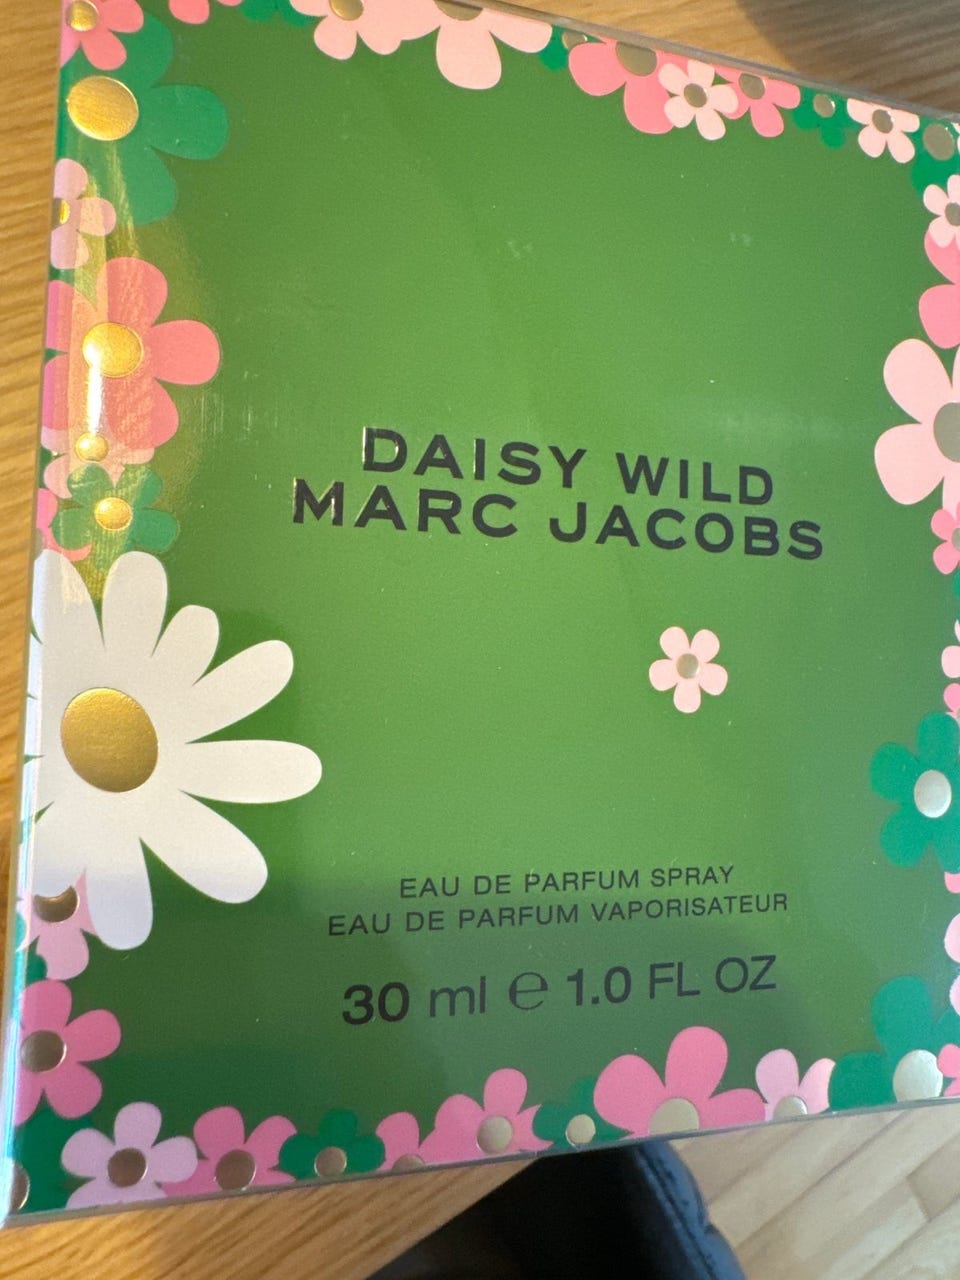 DAISY WILD
MARC JACOBS
EAU DE PARFUM SPRAY
EAU DE PARFUM VAPORISATEUR
30 ml ℮ 1.0 FL OZ